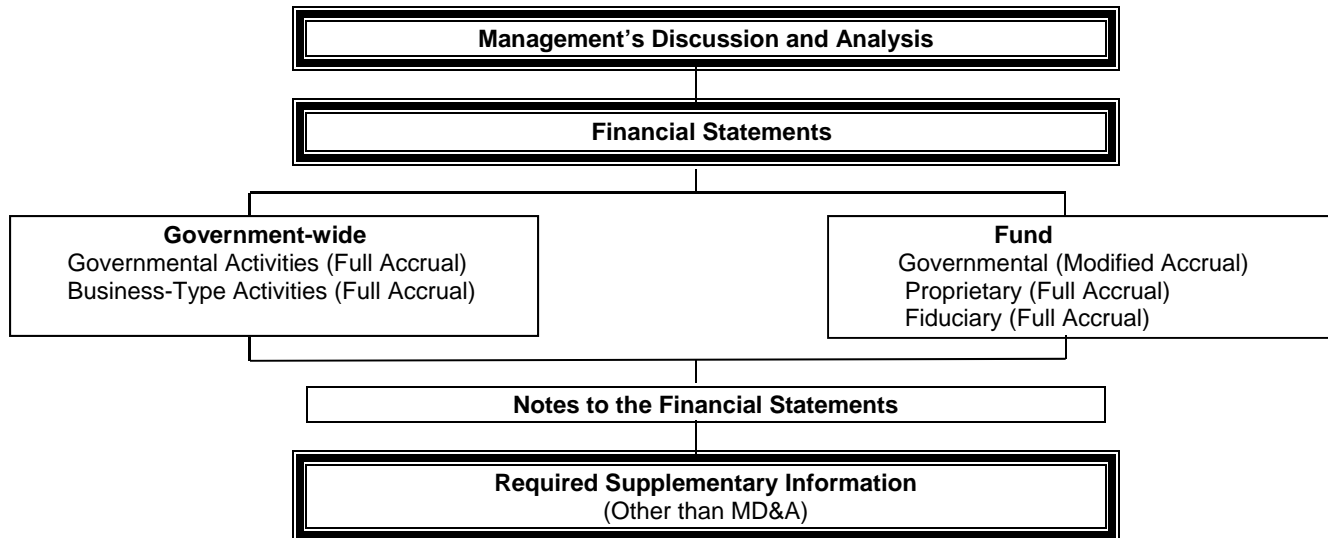 Management’s Discussion and Analysis
Financial Statements
Government-wide
Governmental Activities (Full Accrual)
Business-Type Activities (Full Accrual)
Fund
Governmental (Modified Accrual)
Proprietary (Full Accrual)
Fiduciary (Full Accrual)
Notes to the Financial Statements
Required Supplementary Information
(Other than MD&A)